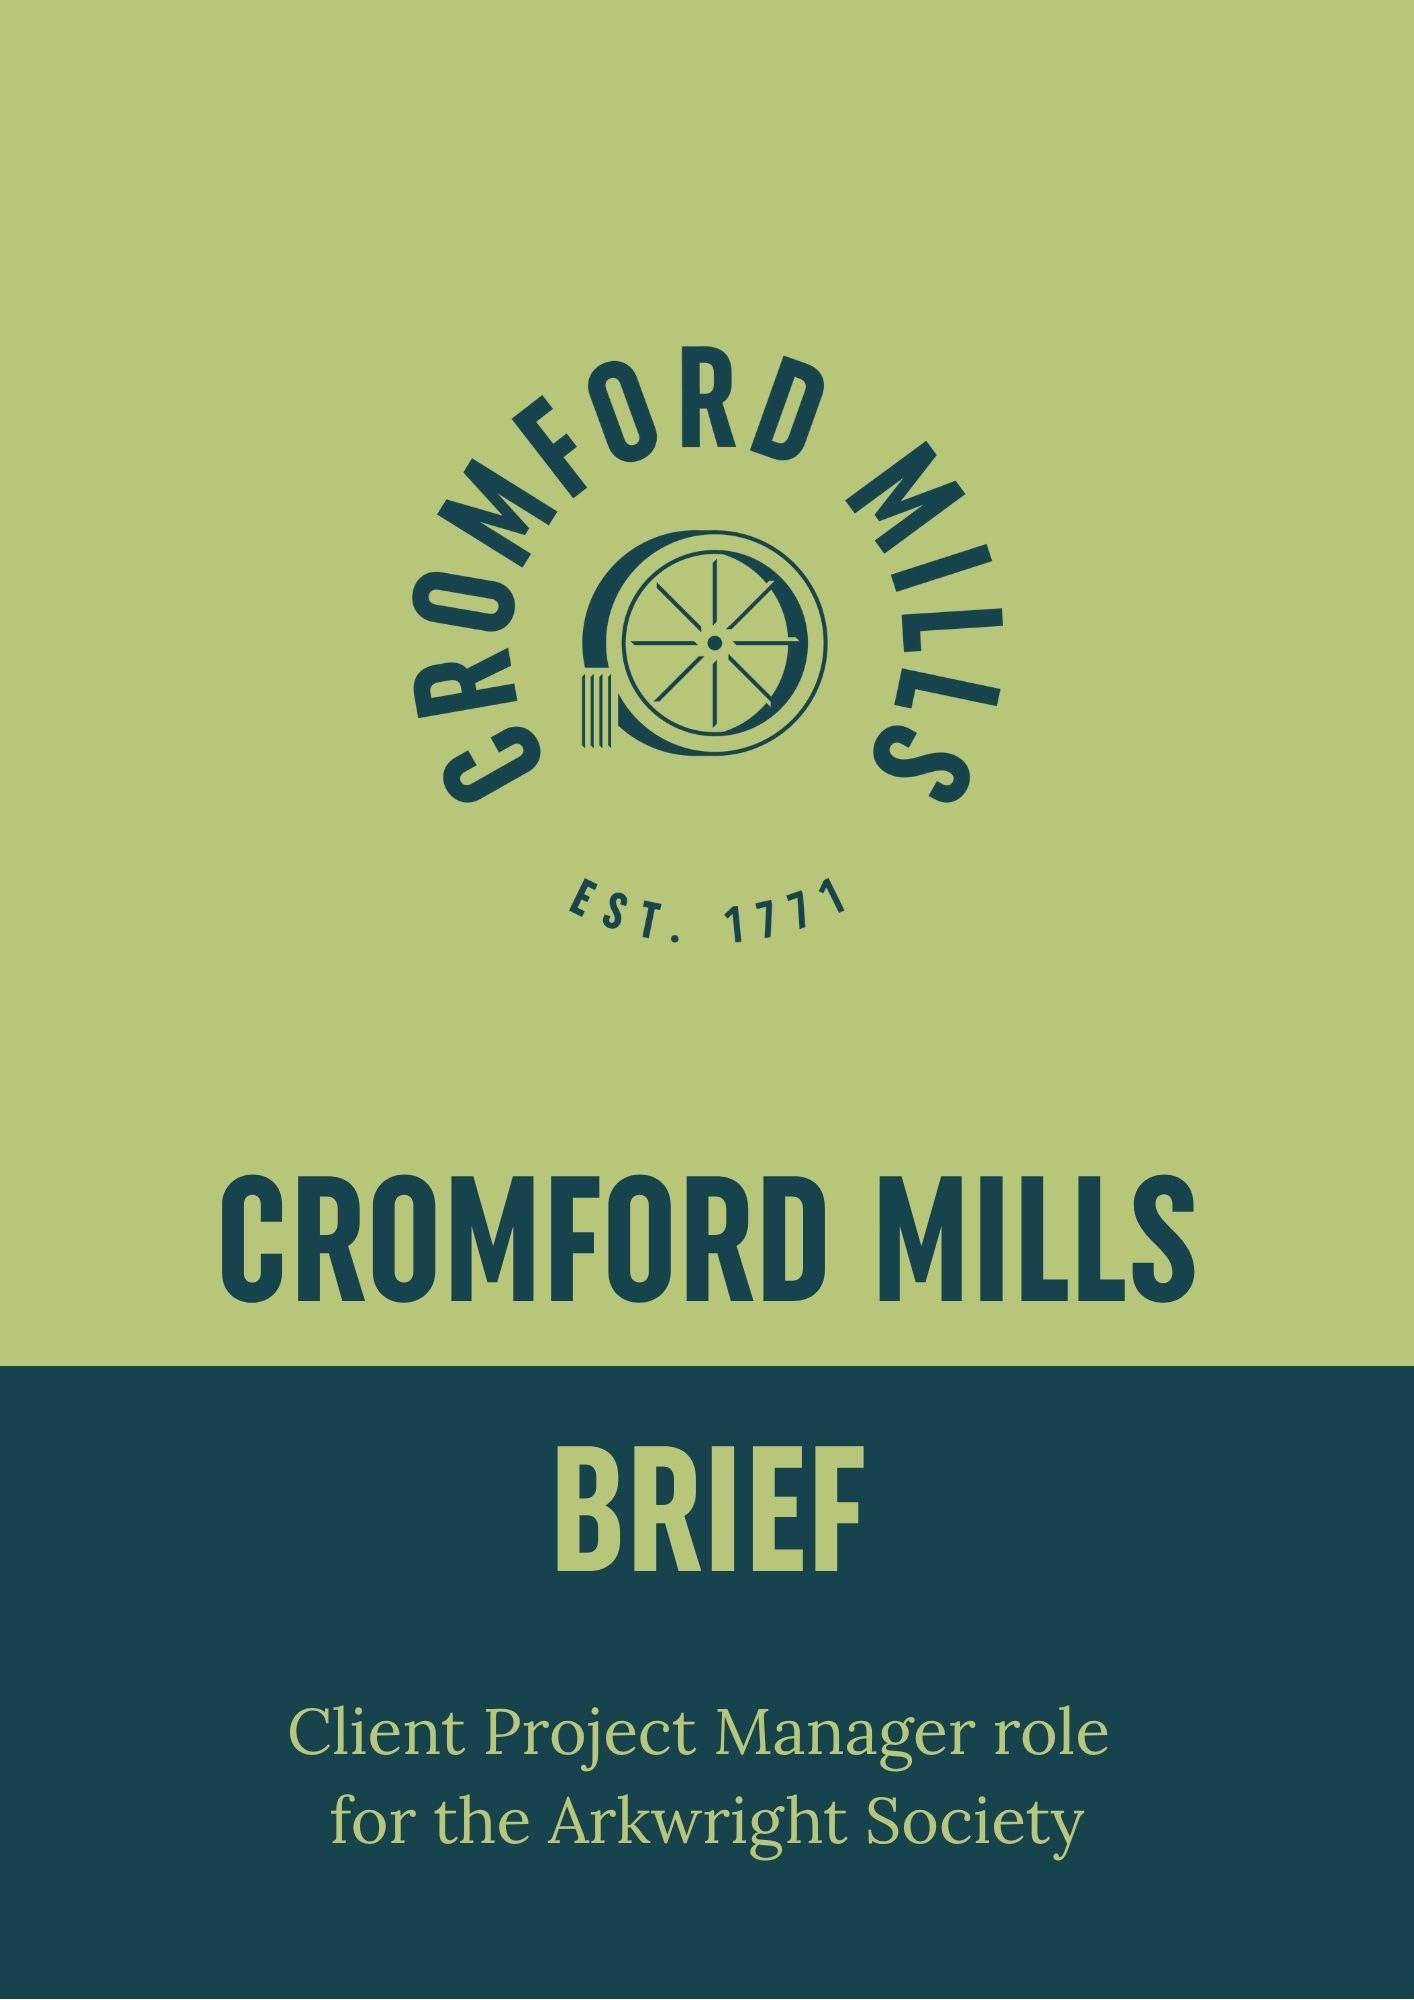 CROMFORD MILLS
EST. 1771
CROMFORD MILLS
BRIEF
Client Project Manager role
for the Arkwright Society